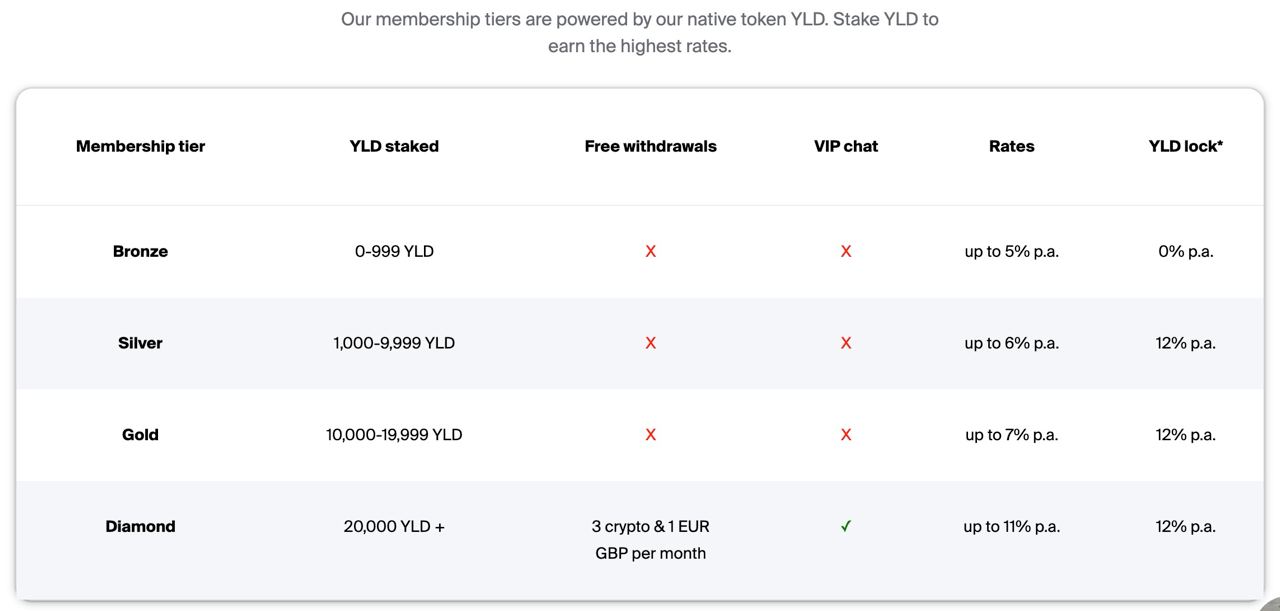 Our membership tiers are powered by our native token YLD. Stake YLD to
earn the highest rates.
Membership tier YLD staked Free withdrawals VIP chat Rates YLD lock*
Bronze 0-999 YLD X X up to 5% p.a. 0% p.a.
Silver 1,000-9,999 YLD X X up to 6% p.a. 12% p.a.
Gold 10,000-19,999 YLD X X up to 7% p.a. 12% p.a.
Diamond 20,000 YLD + 3 crypto & 1 EUR ✓ up to 11% p.a. 12% p.a.
GBP per month